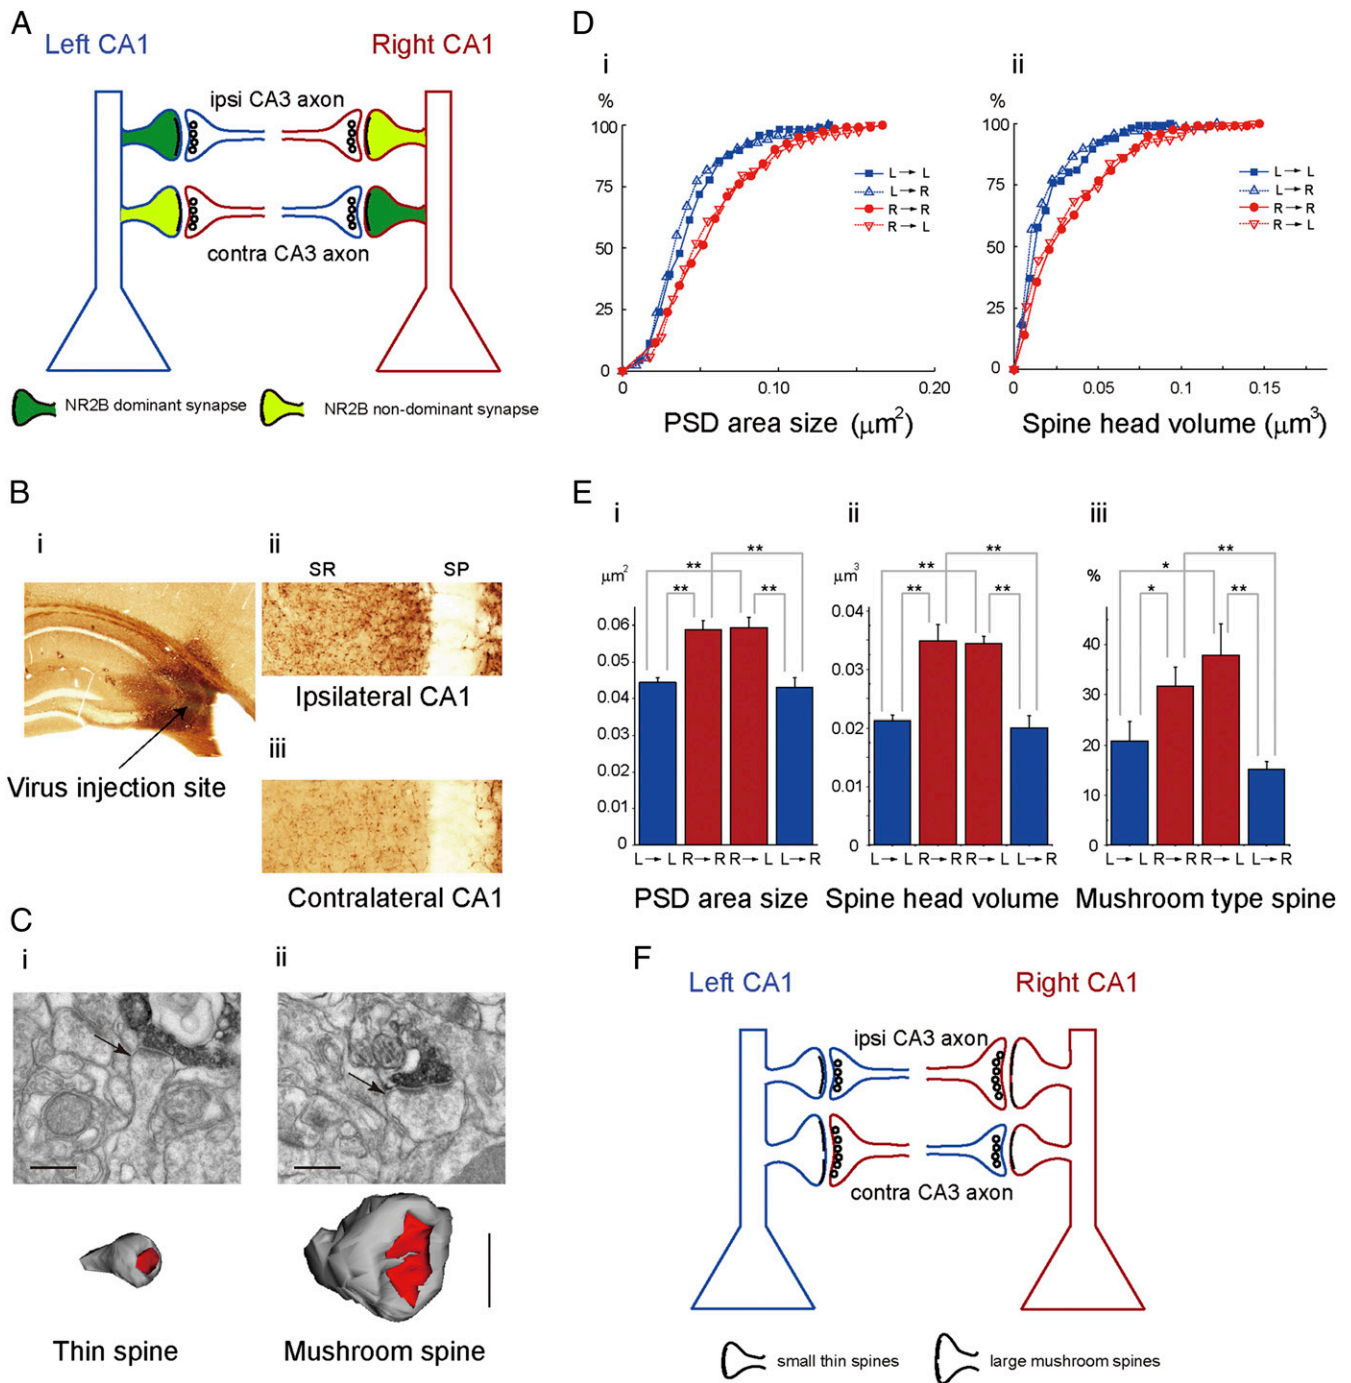 A
Left CA1
Right CA1
ipsi CA3 axon
contra CA3 axon
NR2B dominant synapse
NR2B non-dominant synapse
B
i
ii
SR
SP
Ipsilateral CA1
iii
Virus injection site
Contralateral CA1
C
i
ii
Thin spine
Mushroom spine
D
i
%
100
75
50
25
0
0
0.10
0.20
L → L
L → R
R → R
R → L
PSD area size (μm²)
ii
%
100
75
50
25
0
0
0.05
0.1
0.15
L → L
L → R
R → R
R → L
Spine head volume (μm³)
E
i
μm²
** **
** **
0.06
0.05
0.04
0.03
0.02
0.01
0
L→L R→R R→L L→R
PSD area size
ii
μm³
** **
** **
0.04
0.03
0.02
0.01
0
L→L R→R R→L L→R
Spine head volume
iii
%
* **
* **
40
30
20
10
0
L→L R→R R→L L→R
Mushroom type spine
F
Left CA1
Right CA1
ipsi CA3 axon
contra CA3 axon
small thin spines
large mushroom spines